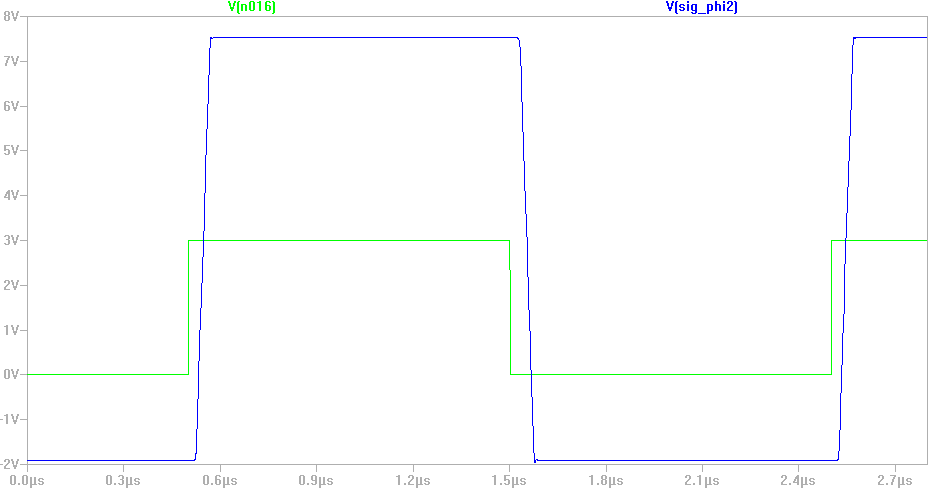 V(n016) V(sig_phi2)
8V
7V
6V
5V
4V
3V
2V
1V
0V
-1V
-2V
0.0µs 0.3µs 0.6µs 0.9µs 1.2µs 1.5µs 1.8µs 2.1µs 2.4µs 2.7µs